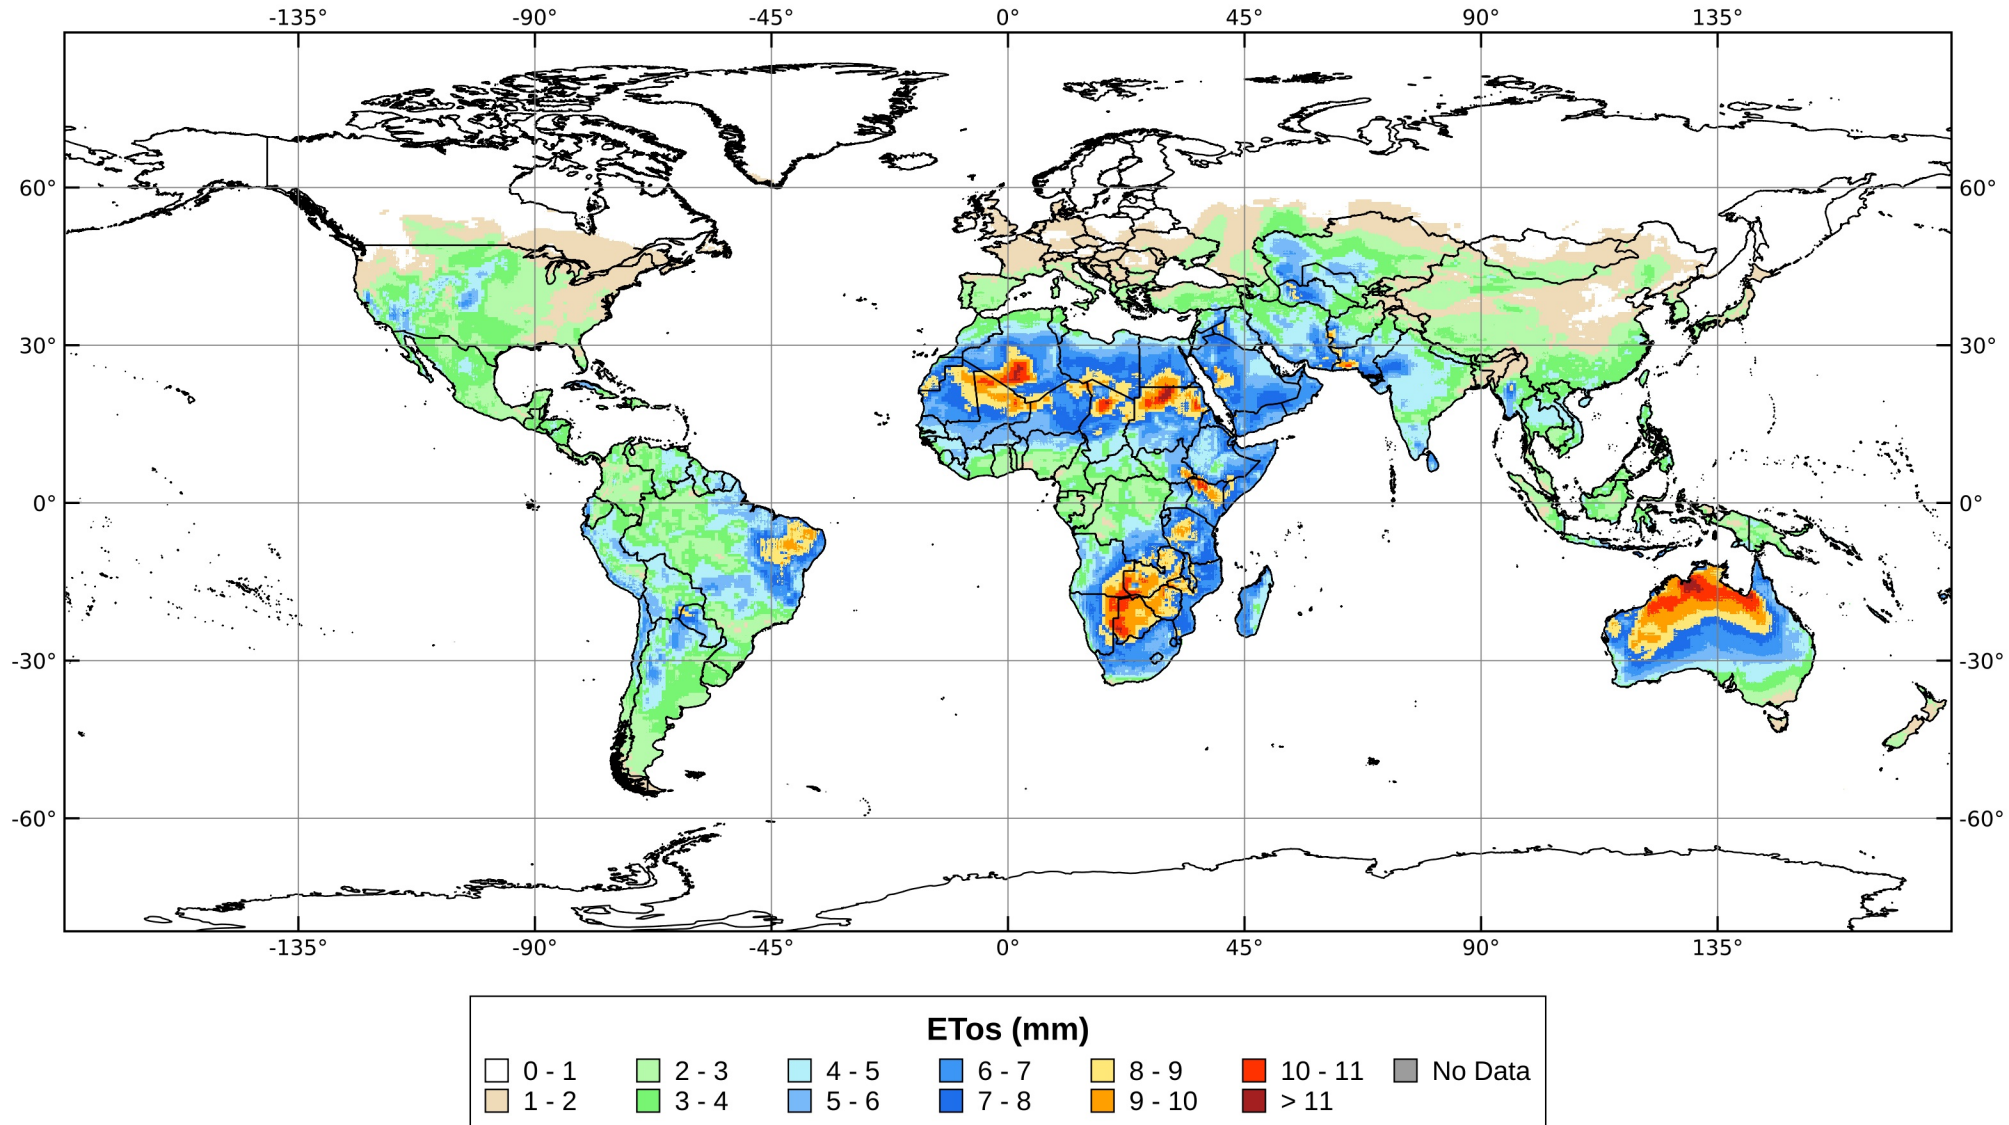 -135° -90° -45° 0° 45° 90° 135°
60° 60°
30° 30°
0° 0°
-30° -30°
-60° -60°
-135° -90° -45° 0° 45° 90° 135°
ETos (mm)
0 - 1 2 - 3 4 - 5 6 - 7 8 - 9 10 - 11 No Data
1 - 2 3 - 4 5 - 6 7 - 8 9 - 10 > 11